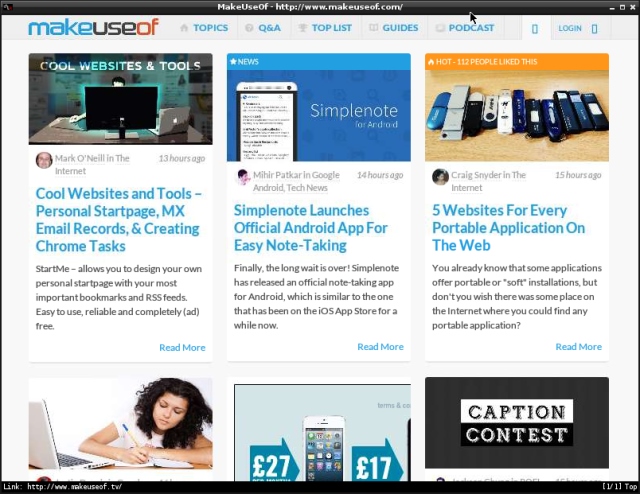 MakeUseOf - http://www.makeuseof.com/
makeuseof TOPICS Q&A TOP LIST GUIDES PODCAST LOGIN
COOL WEBSITES & TOOLS
Mark O'Neill in The Internet
13 hours ago
Cool Websites and Tools –
Personal Startpage, MX
Email Records, & Creating
Chrome Tasks
StartMe – allows you to design your own
personal startpage with your most
important bookmarks and RSS feeds.
Easy to use, reliable and completely (ad)
free.
Read More
NEWS
Simplenote
for Android
Mihir Patkar in Google
Android, Tech News
14 hours ago
Simplenote Launches
Official Android App For
Easy Note-Taking
Finally, the long wait is over! Simplenote
has released an official note-taking app
for Android, which is similar to the one
that has been on the iOS App Store for a
while now.
Read More
HOT - 112 PEOPLE LIKED THIS
Craig Snyder in The
Internet
15 hours ago
5 Websites For Every
Portable Application On
The Web
You already know that some applications
offer portable or "soft" installations, but
don't you wish there was some place on
the Internet where you could find any
portable application?
Read More
terms & co
£27
PER MONTH
£17
CAPTION
CONTEST
Link: http://www.makeuseof.tv/
[1/1] Top